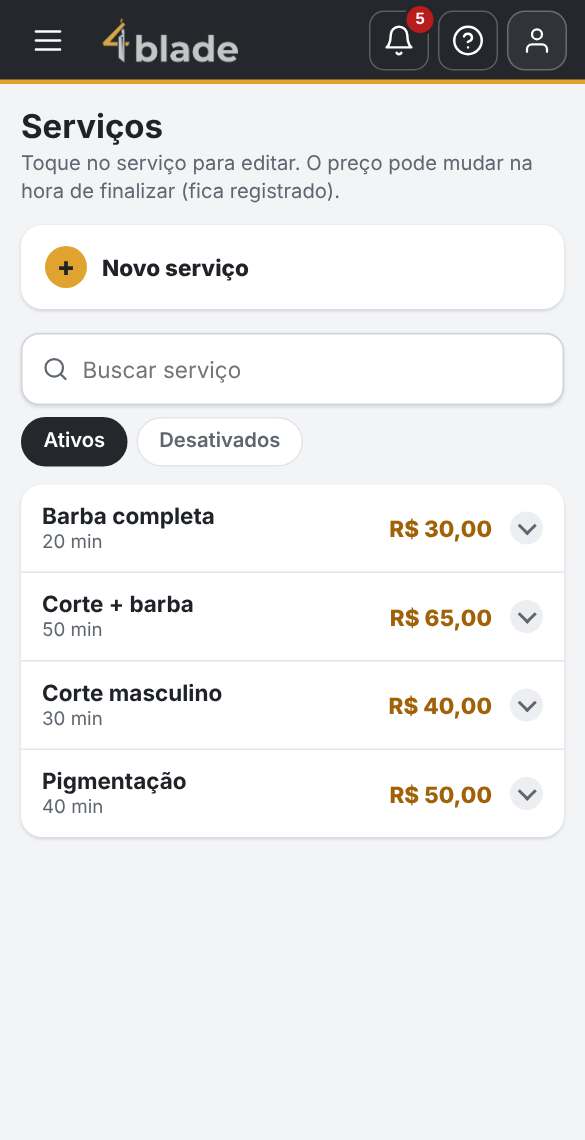 4blade
5
Serviços
Toque no serviço para editar. O preço pode mudar na
hora de finalizar (fica registrado).
+ Novo serviço
Buscar serviço
Ativos Desativados
Barba completa
20 min
R$ 30,00
Corte + barba
50 min
R$ 65,00
Corte masculino
30 min
R$ 40,00
Pigmentação
40 min
R$ 50,00